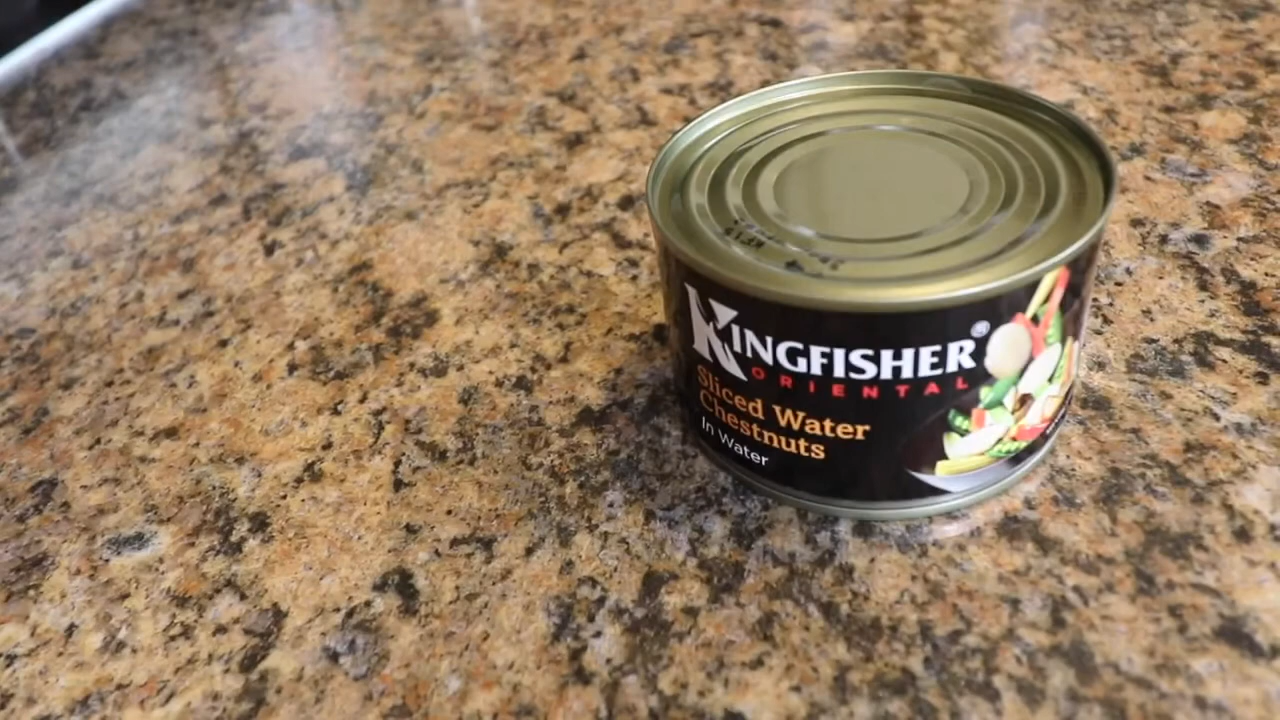 KINGFISHER®
ORIENTAL
Sliced Water
Chestnuts
In Water